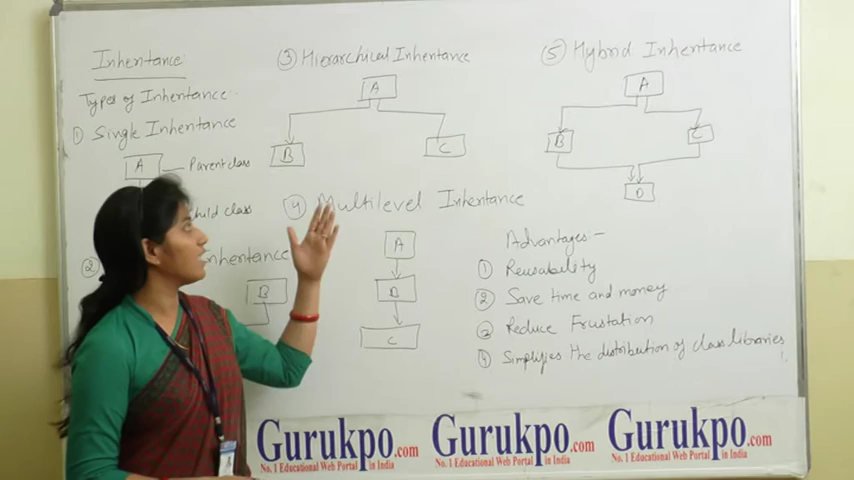 Inheritance
Types of Inheritance:-
① Single Inheritance
A
Parent class
child class
②
Inheritance
B
③ Hierarchical Inheritance
A
B
C
④ Multilevel Inheritance
A
B
C
⑤ Hybrid Inheritance
A
B
C
D
Advantages -
① Reusability
② Save time and money
③ Reduce Frustation
④ Simplifies the distribution of class libraries
Gurukpo.com
No. 1 Educational Web Portal in India
Gurukpo.com
No. 1 Educational Web Portal in India
Gurukpo.com
No. 1 Educational Web Portal in India